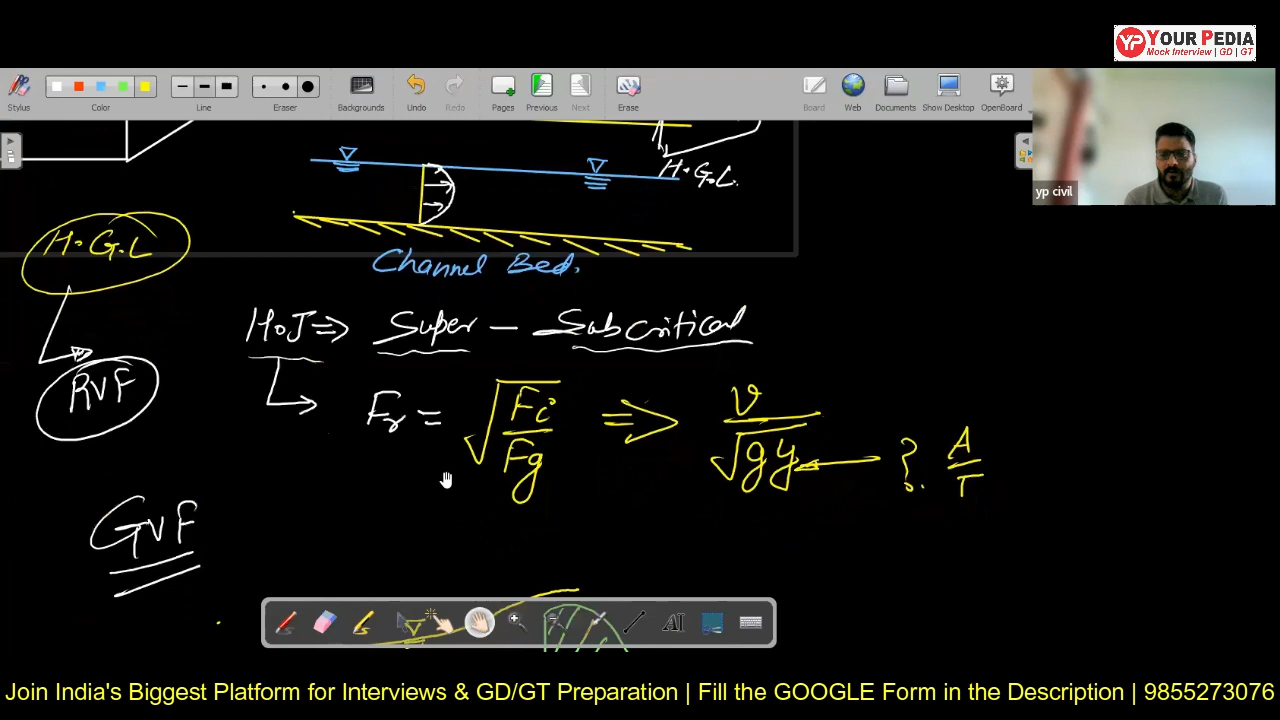 YP YOUR PEDIA
Mock Interview | GD | GT
Stylus Color Line Eraser Backgrounds Undo Redo Pages Previous Next Erase Board Web Documents Show Desktop OpenBoard
yp civil
H.G.L.
H.G.L
Channel Bed.
H.J => Super - Subcritical
RVF
Fr = √(Fi/Fg) => v/√gy ← ? A/T
GVF
AI
Join India's Biggest Platform for Interviews & GD/GT Preparation | Fill the GOOGLE Form in the Description | 9855273076